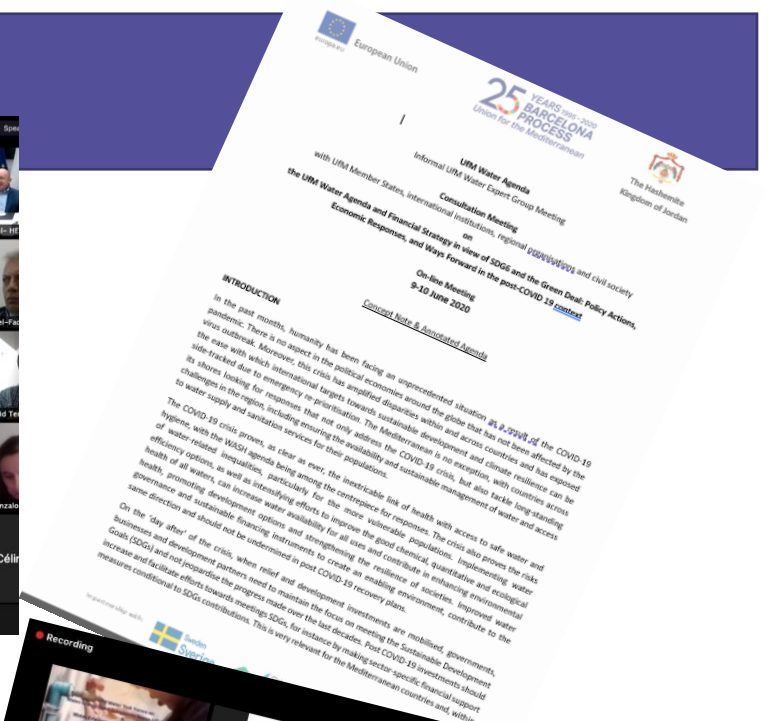 europa.eu
European Union
25 YEARS 1995 - 2020
BARCELONA
PROCESS
Union for the Mediterranean
The Hashemite
Kingdom of Jordan
UfM Water Agenda
Informal UfM Water Expert Group Meeting
with UfM Member States, international institutions, regional organisations and civil society
Consultation Meeting
on
the UfM Water Agenda and Financial Strategy in view of SDG6 and the Green Deal: Policy Actions,
Economic Responses, and Ways Forward in the post-COVID 19 context
On-line Meeting
9-10 June 2020
Concept Note & Annotated Agenda
INTRODUCTION
In the past months, humanity has been facing an unprecedented situation as a result of the COVID-19
pandemic. There is no aspect in the political economies around the globe that has not been affected by the
virus outbreak. Moreover, this crisis has amplified disparities within and across countries and has exposed
the ease with which international targets towards sustainable development and climate resilience can be
side-tracked due to emergency re-prioritisation. The Mediterranean is no exception, with countries across
its shores looking for responses that not only address the COVID-19 crisis, but also tackle long-standing
challenges in the region, including ensuring the availability and sustainable management of water and access
to water supply and sanitation services for their populations.
The COVID-19 crisis proves, as clear as ever, the inextricable link of health with access to safe water and
hygiene, with the WASH agenda being among the centrepiece for responses. The crisis also proves the risks
of water-related inequalities, particularly for the more vulnerable populations. Implementing water
efficiency options, as well as intensifying efforts to improve the good chemical, quantitative and ecological
health of all waters, can increase water availability for all uses and contribute in enhancing environmental
health, promoting development options and strengthening the resilience of societies. Improved water
governance and sustainable financing instruments to create an enabling environment, contribute to the
same direction and should not be undermined in post COVID-19 recovery plans.
On the 'day after' of the crisis, when relief and development investments are mobilised, governments,
businesses and development partners need to maintain the focus on meeting the Sustainable Development
Goals (SDGs) and not jeopardise the progress made over the last decades. Post COVID-19 investments should
increase and facilitate efforts towards meetings SDGs, for instance by making sector-specific financial support
measures conditional to SDGs contributions. This is very relevant for the Mediterranean countries and, within
In partnership with:
Sweden
Sverige
Recording
Célin